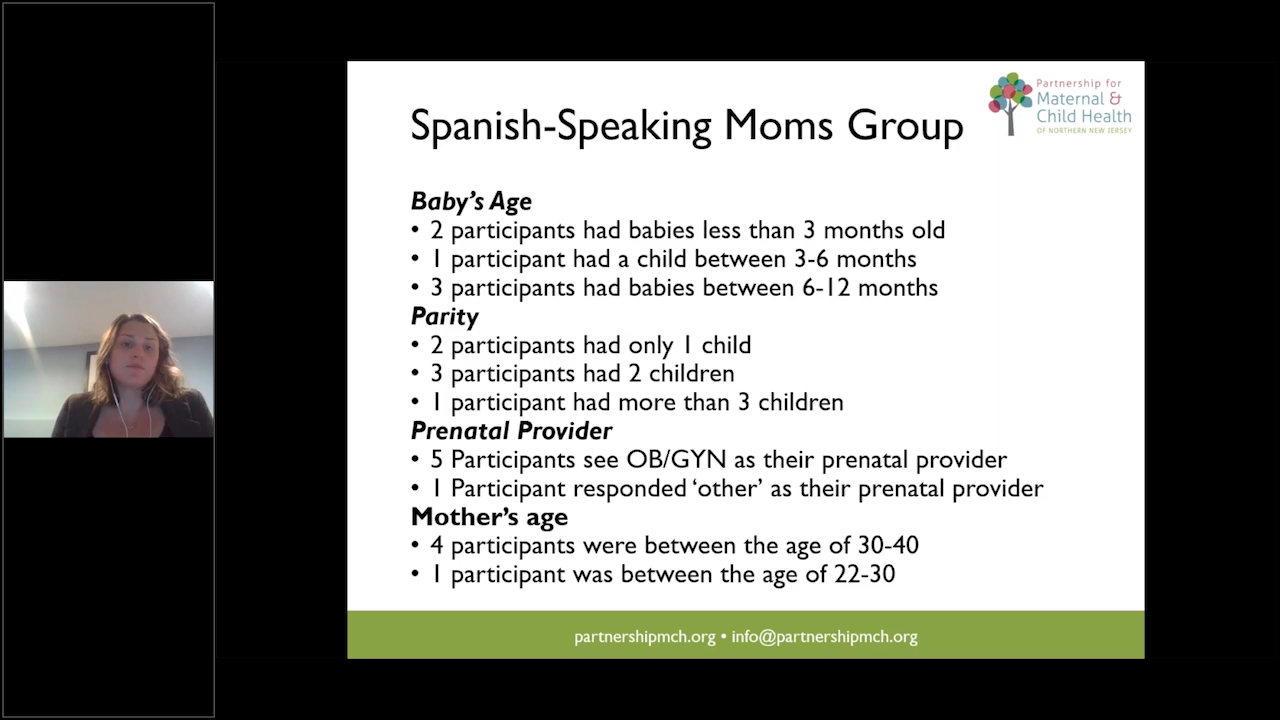 Partnership for
Maternal &
Child Health
OF NORTHERN NEW JERSEY
Spanish-Speaking Moms Group
Baby's Age
• 2 participants had babies less than 3 months old
• 1 participant had a child between 3-6 months
• 3 participants had babies between 6-12 months
Parity
• 2 participants had only 1 child
• 3 participants had 2 children
• 1 participant had more than 3 children
Prenatal Provider
• 5 Participants see OB/GYN as their prenatal provider
• 1 Participant responded 'other' as their prenatal provider
Mother's age
• 4 participants were between the age of 30-40
• 1 participant was between the age of 22-30
partnershipmch.org • info@partnershipmch.org